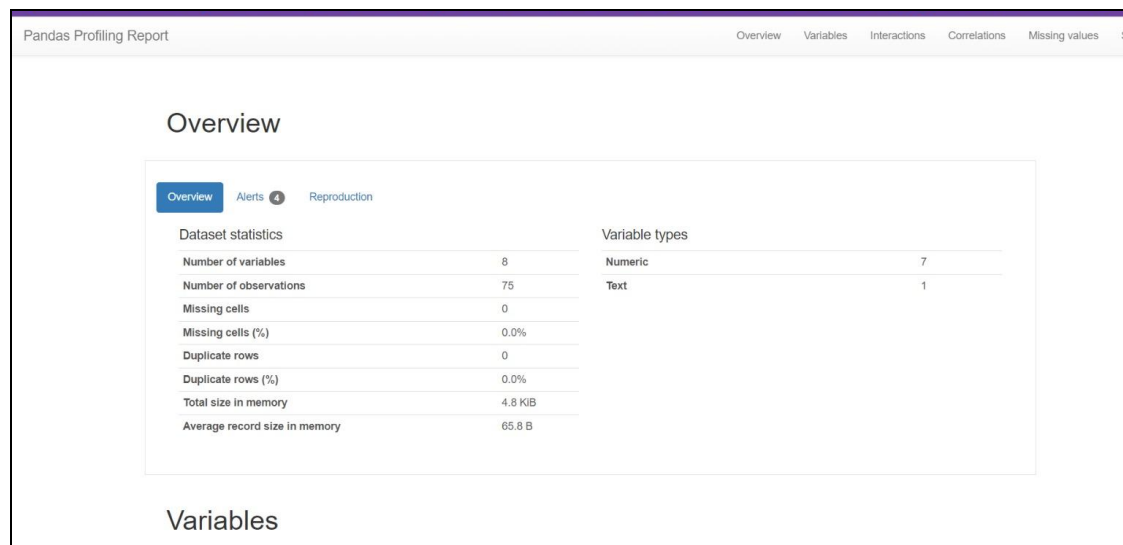 Pandas Profiling Report Overview Variables Interactions Correlations Missing values
Overview
Overview Alerts 4 Reproduction
Dataset statistics
Number of variables 8
Number of observations 75
Missing cells 0
Missing cells (%) 0.0%
Duplicate rows 0
Duplicate rows (%) 0.0%
Total size in memory 4.8 KiB
Average record size in memory 65.8 B
Variable types
Numeric 7
Text 1
Variables